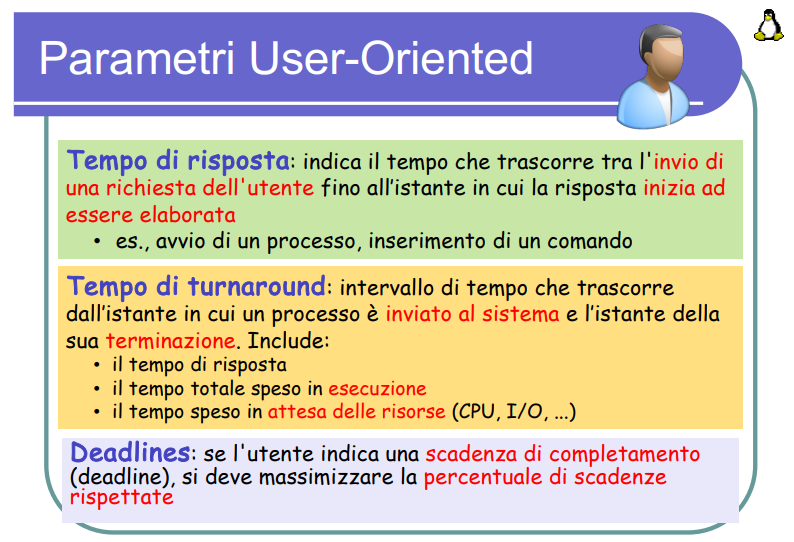 Parametri User-Oriented
Tempo di risposta: indica il tempo che trascorre tra l'invio di
una richiesta dell'utente fino all’istante in cui la risposta inizia ad
essere elaborata
• es., avvio di un processo, inserimento di un comando
Tempo di turnaround: intervallo di tempo che trascorre
dall’istante in cui un processo è inviato al sistema e l’istante della
sua terminazione. Include:
• il tempo di risposta
• il tempo totale speso in esecuzione
• il tempo speso in attesa delle risorse (CPU, I/O, ...)
Deadlines: se l'utente indica una scadenza di completamento
(deadline), si deve massimizzare la percentuale di scadenze
rispettate